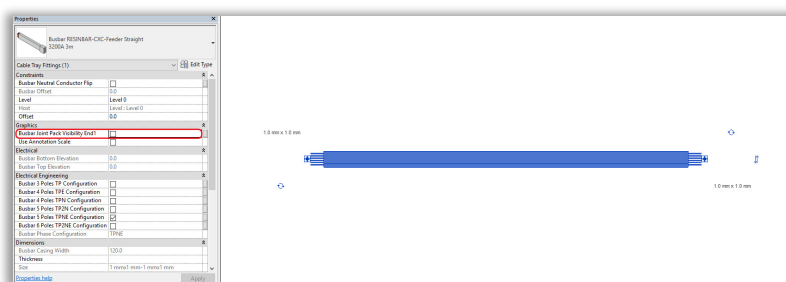 Properties
Busbar RESINBAR-CXC-Feeder Straight
3200A 3m
Cable Tray Fittings (1)
Edit Type
Constraints
Busbar Neutral Conductor Flip
Busbar Offset 0.0
Level Level 0
Host Level : Level 0
Offset 0.0
Graphics
Busbar Joint Pack Visibility End1
Use Annotation Scale
Electrical
Busbar Bottom Elevation 0.0
Busbar Top Elevation 0.0
Electrical Engineering
Busbar 3 Poles TP Configuration
Busbar 4 Poles TPE Configuration
Busbar 4 Poles TPN Configuration
Busbar 5 Poles TP2N Configuration
Busbar 5 Poles TPNE Configuration
Busbar 6 Poles TP2NE Configuration
Busbar Phase Configuration TPNE
Dimensions
Busbar Casing Width 120.0
Thickness
Size 1 mmx1 mm-1 mmx1 mm
Properties help
Apply
1.0 mm x 1.0 mm
1.0 mm x 1.0 mm